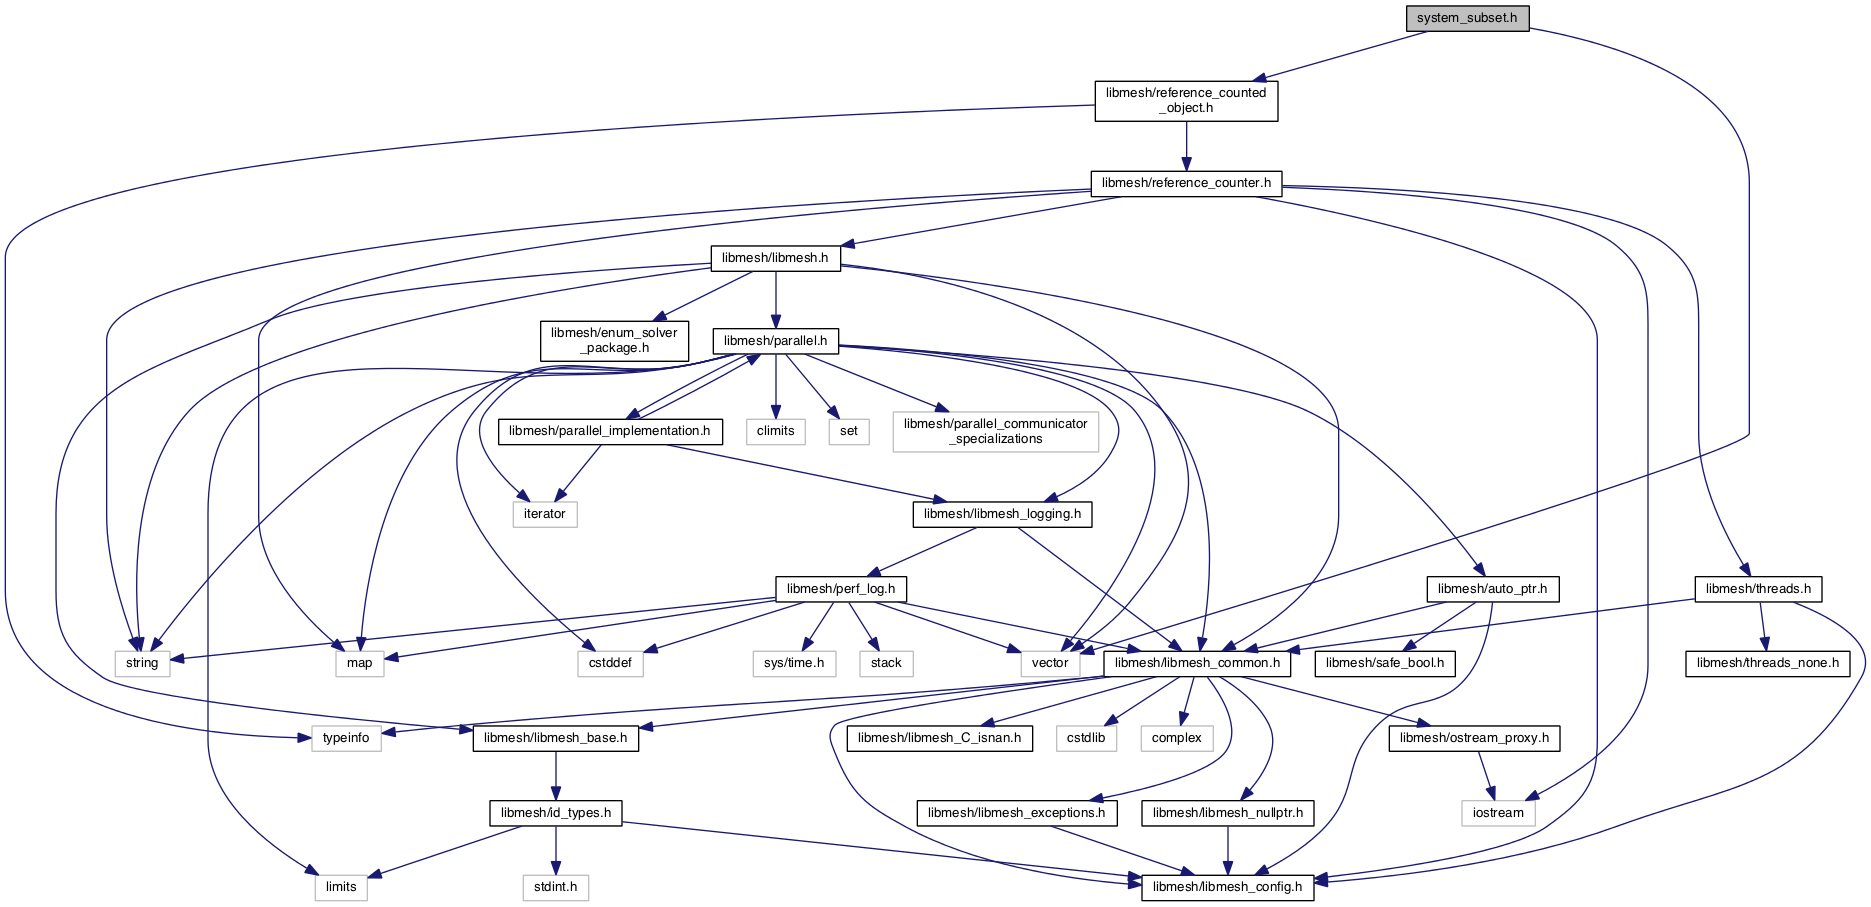 system_subset.h
libmesh/reference_counted
_object.h
libmesh/reference_counter.h
libmesh/libmesh.h
libmesh/enum_solver
_package.h
libmesh/parallel.h
libmesh/parallel_implementation.h
climits
set
libmesh/parallel_communicator
_specializations
iterator
libmesh/libmesh_logging.h
libmesh/perf_log.h
libmesh/auto_ptr.h
libmesh/threads.h
string
map
cstddef
sys/time.h
stack
vector
libmesh/libmesh_common.h
libmesh/safe_bool.h
libmesh/threads_none.h
typeinfo
libmesh/libmesh_base.h
libmesh/libmesh_C_isnan.h
cstdlib
complex
libmesh/ostream_proxy.h
libmesh/id_types.h
libmesh/libmesh_exceptions.h
libmesh/libmesh_nullptr.h
iostream
limits
stdint.h
libmesh/libmesh_config.h